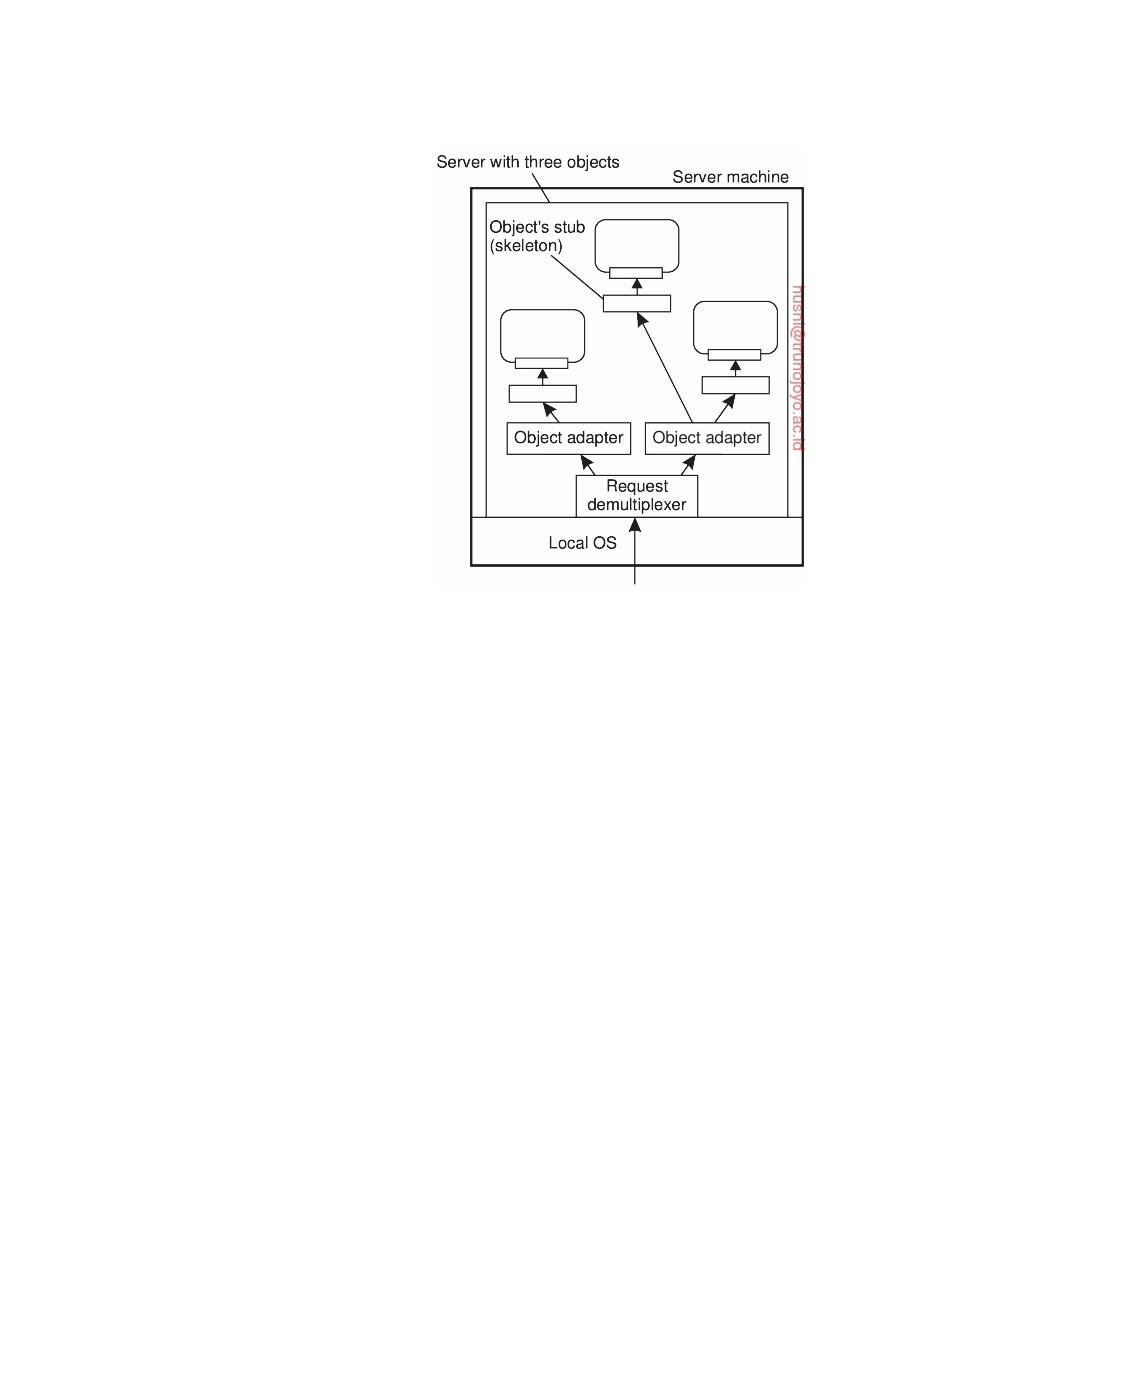 Server with three objects
Server machine
Object's stub
(skeleton)
husni@trunojoyo.ac.id
Object adapter
Object adapter
Request
demultiplexer
Local OS